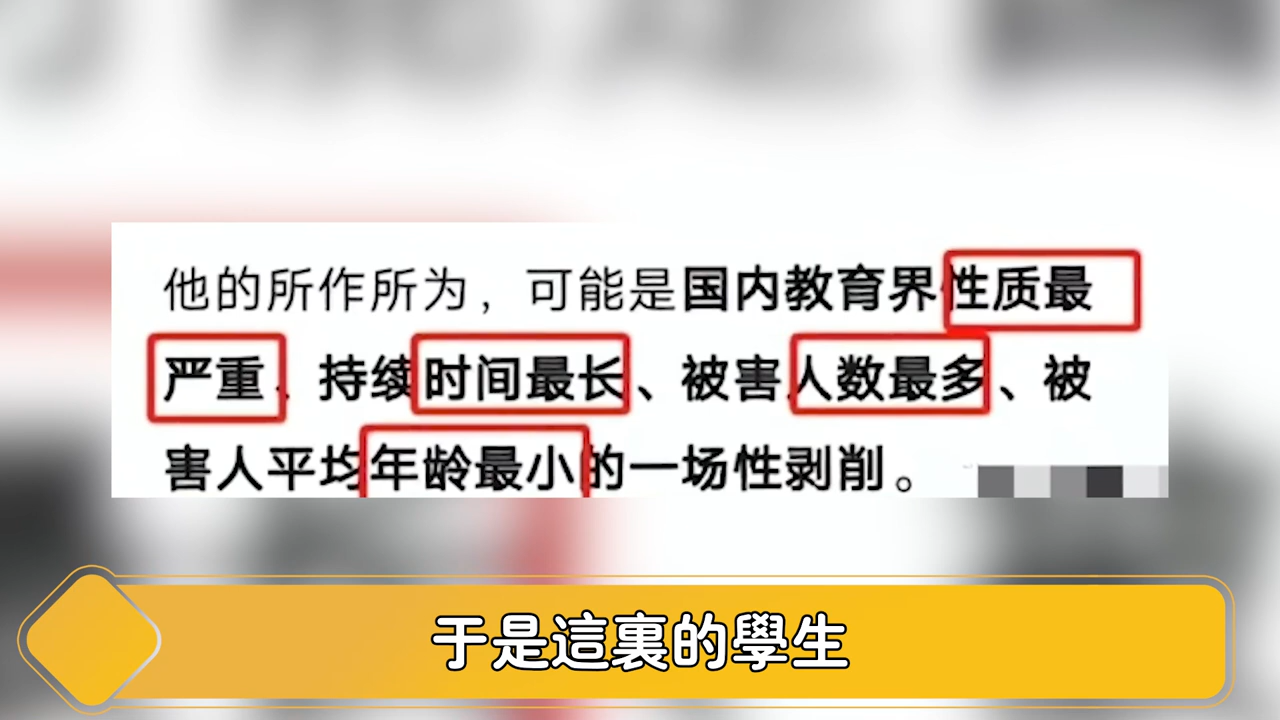 他的所作所为，可能是国内教育界性质最
严重、持续时间最长、被害人数最多、被
害人平均年龄最小的一场性剥削。
于是這裏的學生